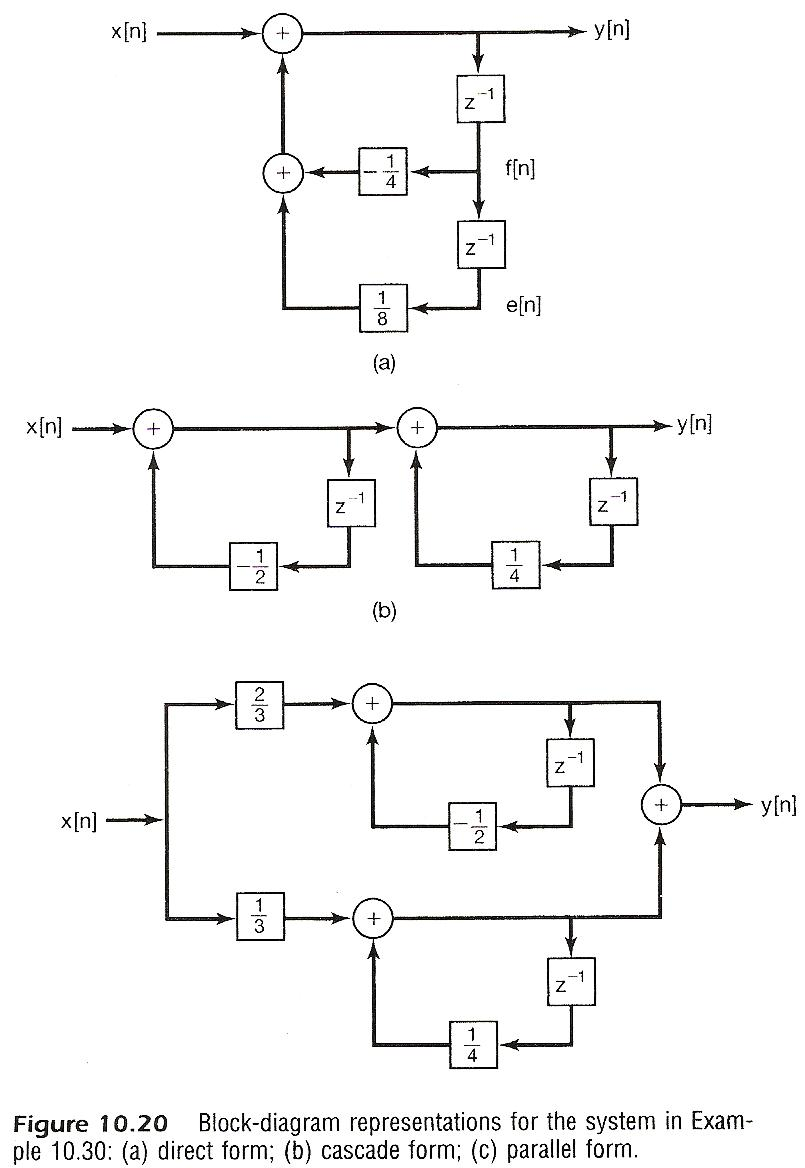 x[n] + y[n]
z⁻¹
+ -1/4 f[n]
z⁻¹
1/8 e[n]
(a)
x[n] + + y[n]
z⁻¹ z⁻¹
-1/2 1/4
(b)
2/3 +
z⁻¹
x[n] -1/2 + y[n]
1/3 +
z⁻¹
1/4
Figure 10.20 Block-diagram representations for the system in Exam-
ple 10.30: (a) direct form; (b) cascade form; (c) parallel form.